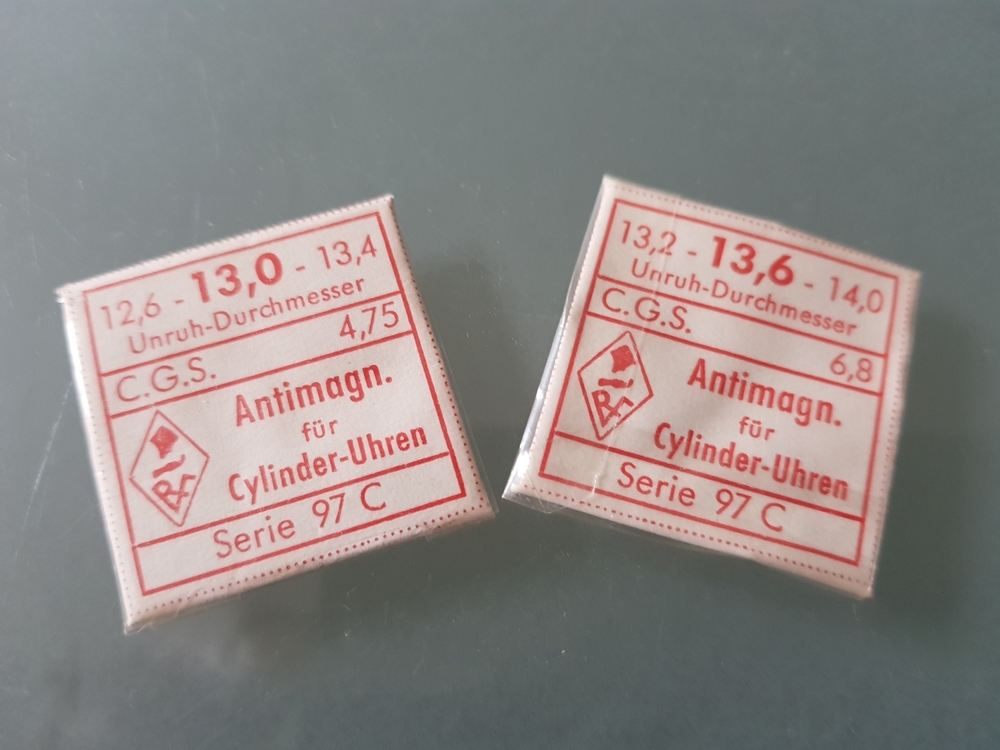 12,6 - 13,0 - 13,4
Unruh-Durchmesser
C.G.S. 4,75
Antimagn.
für
Cylinder-Uhren
Serie 97 C
13,2 - 13,6 - 14,0
Unruh-Durchmesser
C.G.S. 6,8
Antimagn.
für
Cylinder-Uhren
Serie 97 C